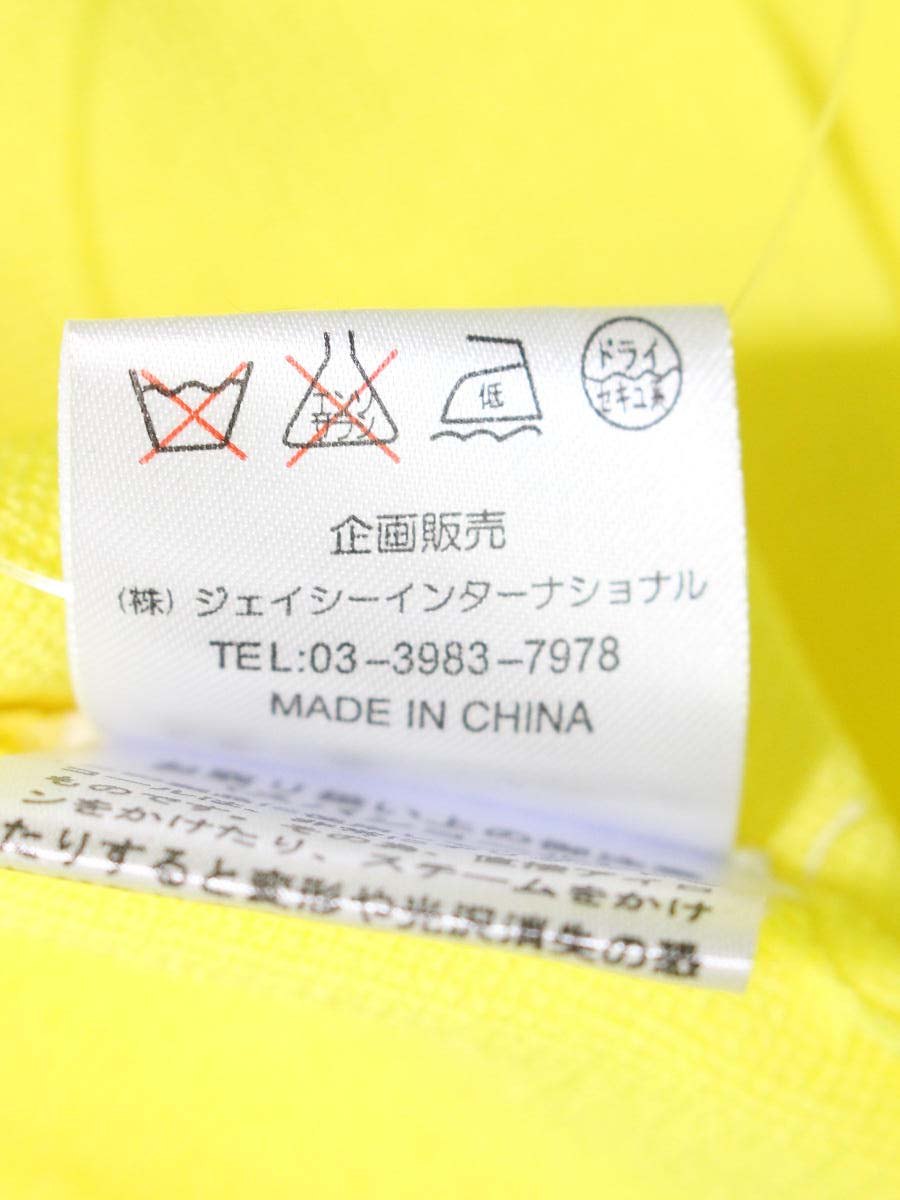 エンソ
サラシ
低
ドライ
セキユ系
企画販売
(株) ジェイシーインターナショナル
TEL:03-3983-7978
MADE IN CHINA
ンをかけたり、スチームをかけ
たりすると変形や光沢消失の恐